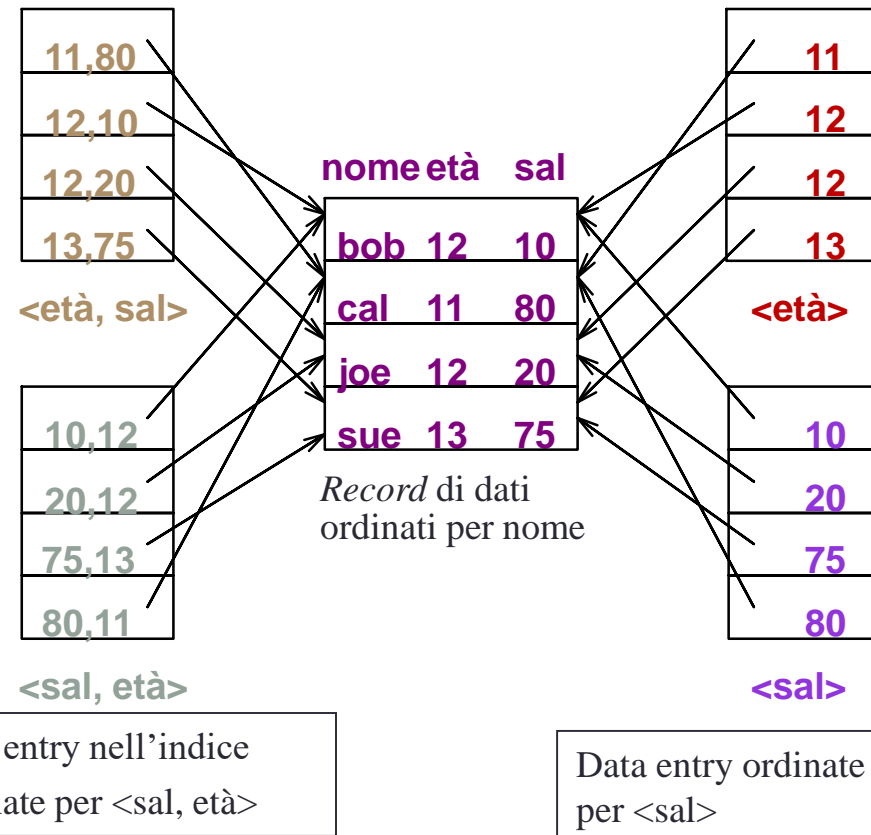 11,80
12,10
12,20
13,75
<età, sal>
10,12
20,12
75,13
80,11
<sal, età>
nome età sal
bob 12 10
cal 11 80
joe 12 20
sue 13 75
Record di dati
ordinati per nome
11
12
12
13
<età>
10
20
75
80
<sal>
entry nell'indice
ate per <sal, età>
Data entry ordinate
per <sal>